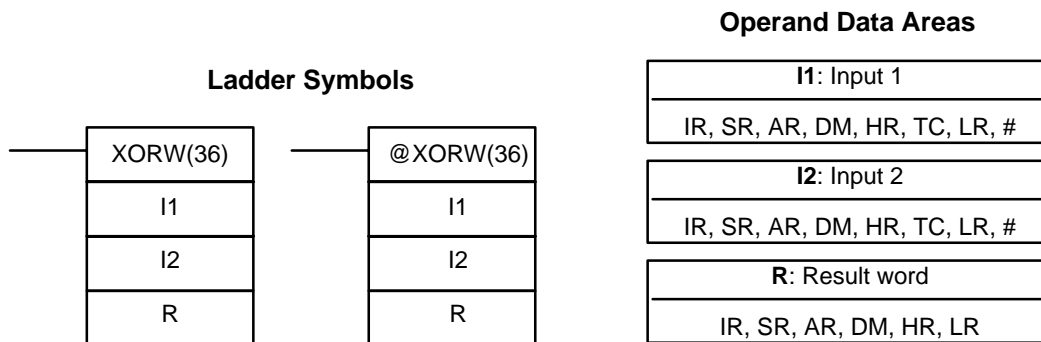 Ladder Symbols
XORW(36)
I1
I2
R
@XORW(36)
I1
I2
R
Operand Data Areas
I1: Input 1
IR, SR, AR, DM, HR, TC, LR, #
I2: Input 2
IR, SR, AR, DM, HR, TC, LR, #
R: Result word
IR, SR, AR, DM, HR, LR